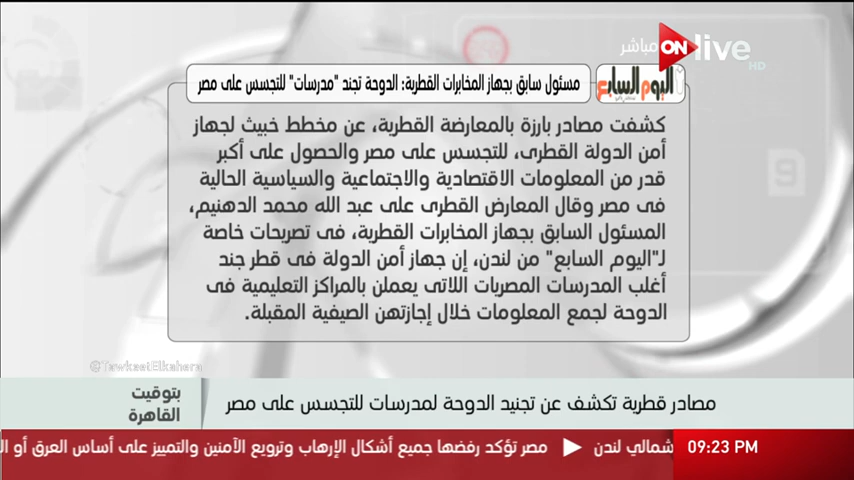 مباشر ON live
HD
اليوم السابع
مسئول سابق بجهاز المخابرات القطرية: الدوحة تجند "مدرسات" للتجسس على مصر
كشفت مصادر بارزة بالمعارضة القطرية، عن مخطط خبيث لجهاز
أمن الدولة القطرى، للتجسس على مصر والحصول على أكبر
قدر من المعلومات الاقتصادية والاجتماعية والسياسية الحالية
فى مصر وقال المعارض القطرى على عبد الله محمد الدهنيم،
المسئول السابق بجهاز المخابرات القطرية، فى تصريحات خاصة
لـ"اليوم السابع" من لندن، إن جهاز أمن الدولة فى قطر جند
أغلب المدرسات المصريات اللاتى يعملن بالمراكز التعليمية فى
الدوحة لجمع المعلومات خلال إجازتهن الصيفية المقبلة.
@TawkeetElkahera
بتوقيت
القاهرة
مصادر قطرية تكشف عن تجنيد الدوحة لمدرسات للتجسس على مصر
شمالي لندن ◀ مصر تؤكد رفضها جميع أشكال الإرهاب وترويع الآمنين والتمييز على أساس العرق أو ال
09:23 PM